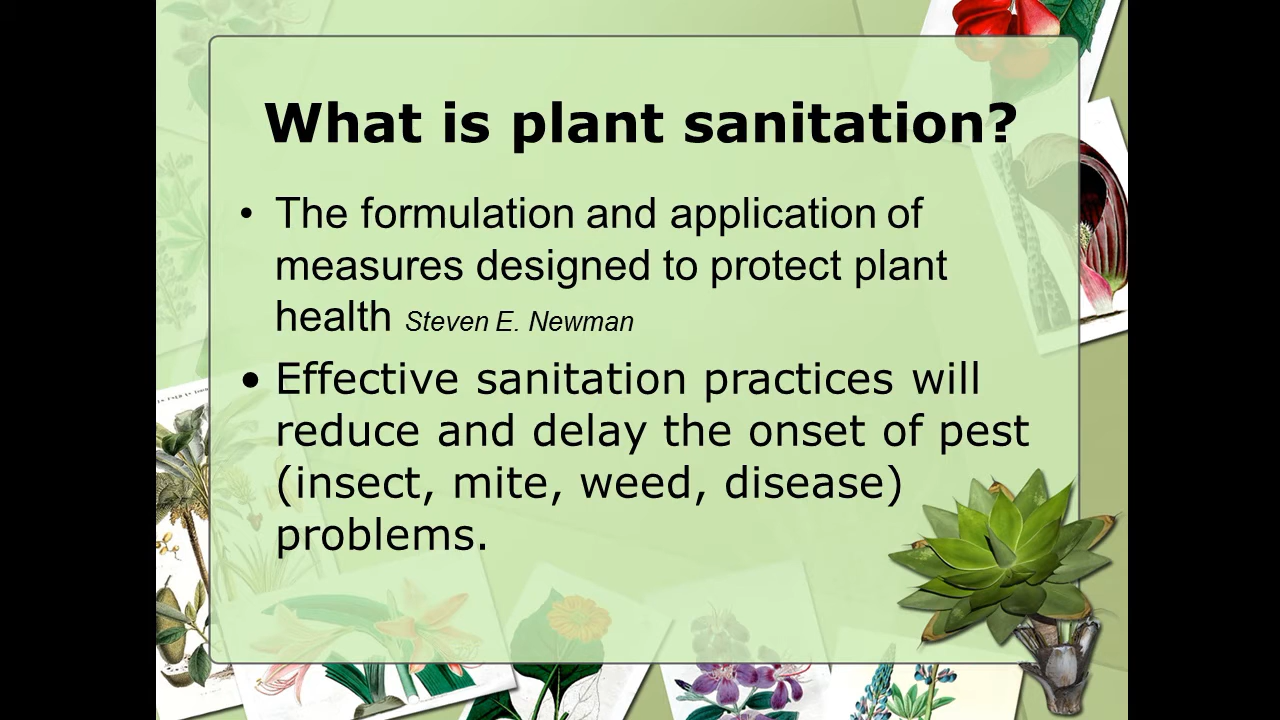 What is plant sanitation?
• The formulation and application of
measures designed to protect plant
health Steven E. Newman
• Effective sanitation practices will
reduce and delay the onset of pest
(insect, mite, weed, disease)
problems.